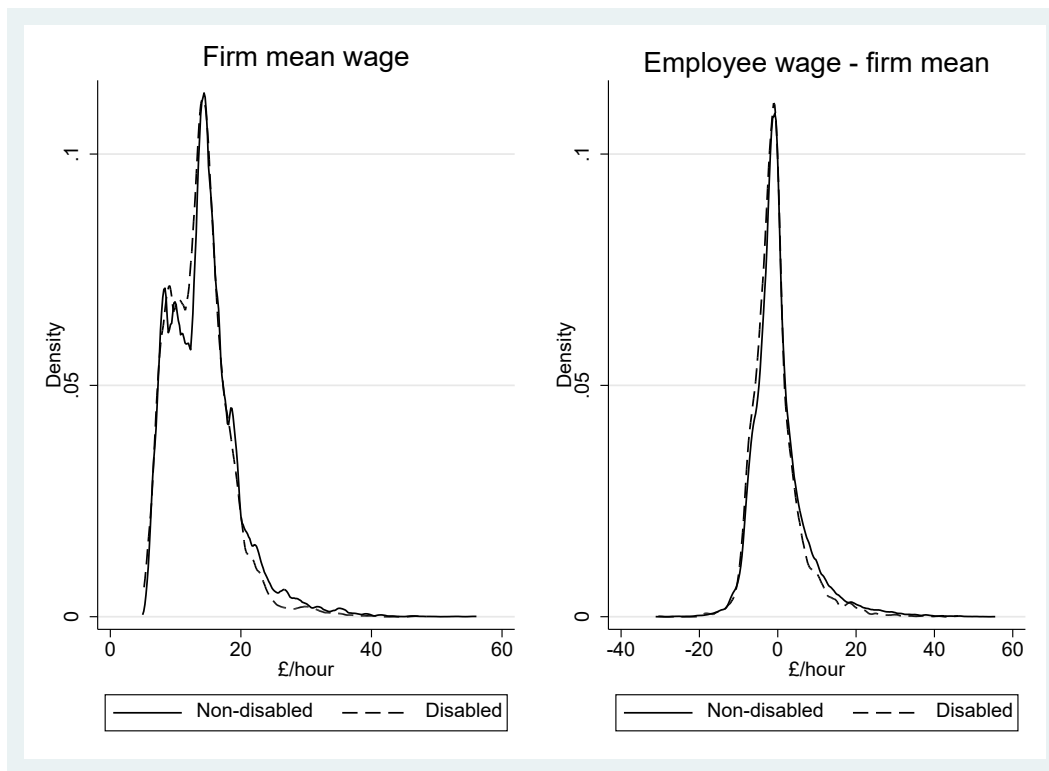 Firm mean wage
Density
.1
.05
0
0 20 40 60
£/hour
Non-disabled Disabled
Employee wage - firm mean
Density
.1
.05
0
-40 -20 0 20 40 60
£/hour
Non-disabled Disabled